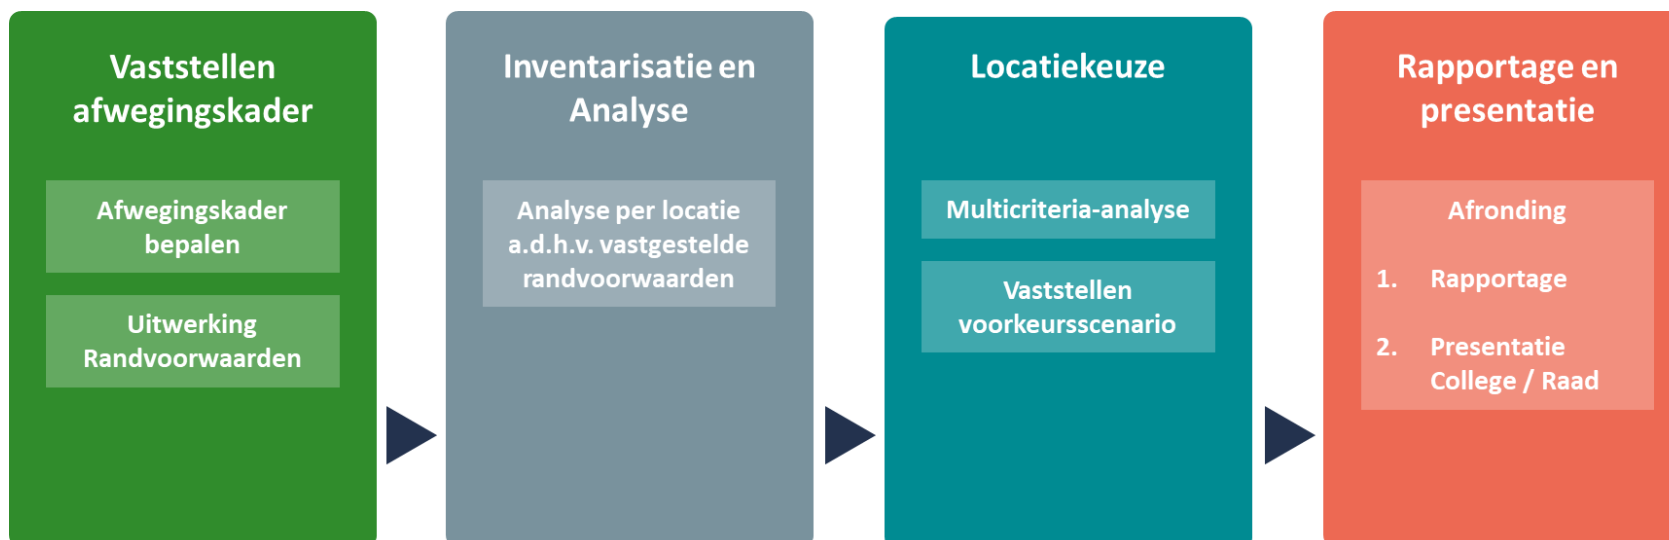 Vaststellen
afwegingskader
Afwegingskader
bepalen
Uitwerking
Randvoorwaarden
Inventarisatie en
Analyse
Analyse per locatie
a.d.h.v. vastgestelde
randvoorwaarden
Locatiekeuze
Multicriteria-analyse
Vaststellen
voorkeursscenario
Rapportage en
presentatie
Afronding
1. Rapportage
2. Presentatie
College / Raad